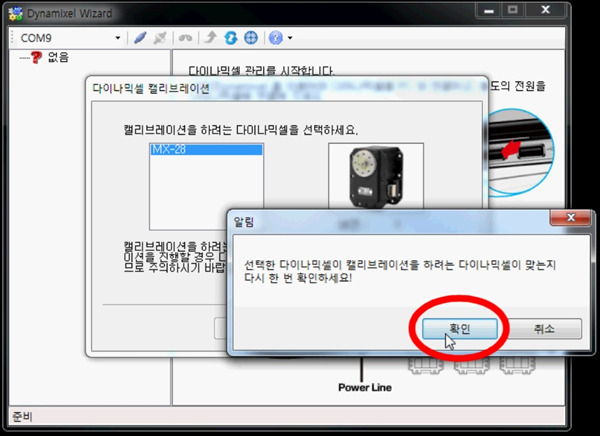 Dynamixel Wizard
COM9
없음
다이나믹셀 관리를 시작합니다.
도의 전원을
다이나믹셀 캘리브레이션
캘리브레이션을 하려는 다이나믹셀을 선택하세요.
MX-28
캘리브레이션을 하려는
이션을 진행할 경우
므로 주의하시기 바랍
알림
선택한 다이나믹셀이 캘리브레이션을 하려는 다이나믹셀이 맞는지
다시 한 번 확인하세요!
확인
취소
Power Line
준비